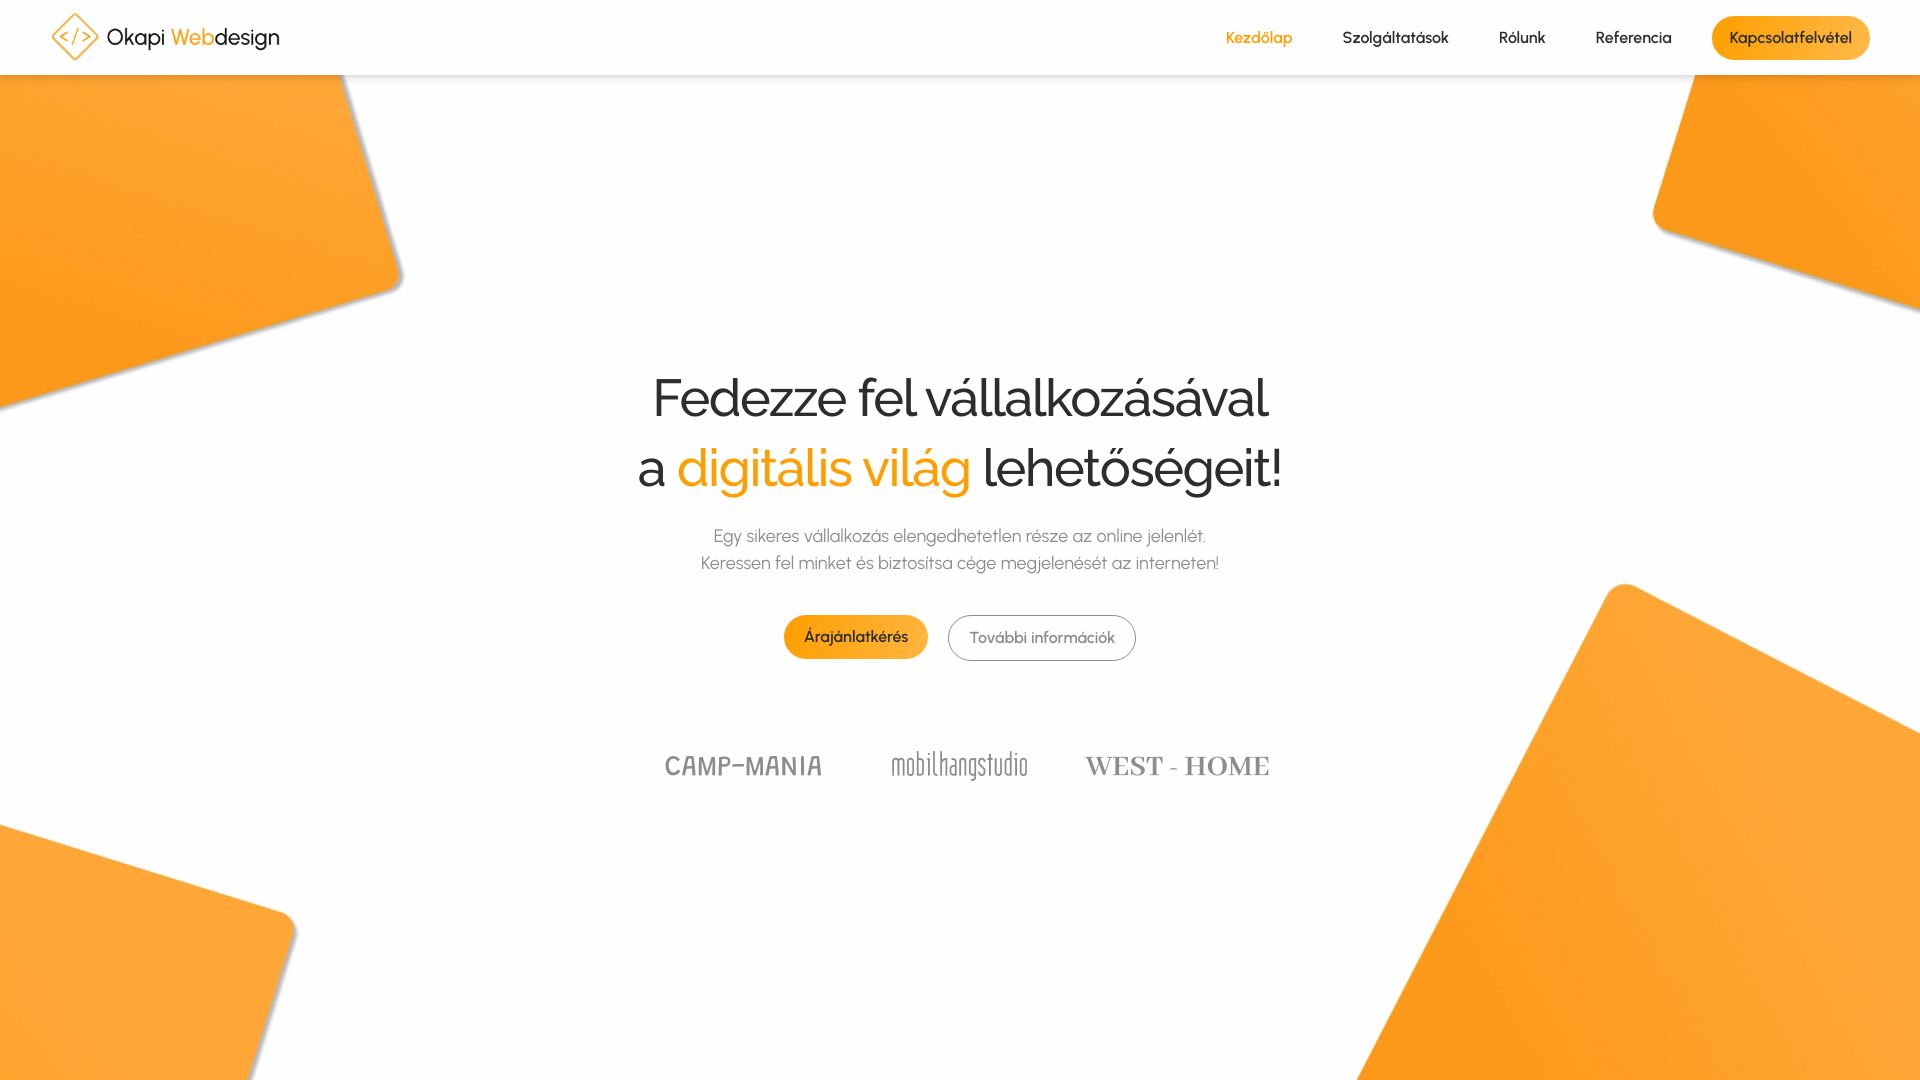 Okapi Webdesign
Kezdőlap
Szolgáltatások
Rólunk
Referencia
Kapcsolatfelvétel
Fedezze fel vállalkozásával
a digitális világ lehetőségeit!
Egy sikeres vállalkozás elengedhetetlen része az online jelenlét.
Keressen fel minket és biztosítsa cége megjelenését az interneten!
Árajánlatkérés
További információk
CAMP-MANIA
mobilhangstudio
WEST - HOME